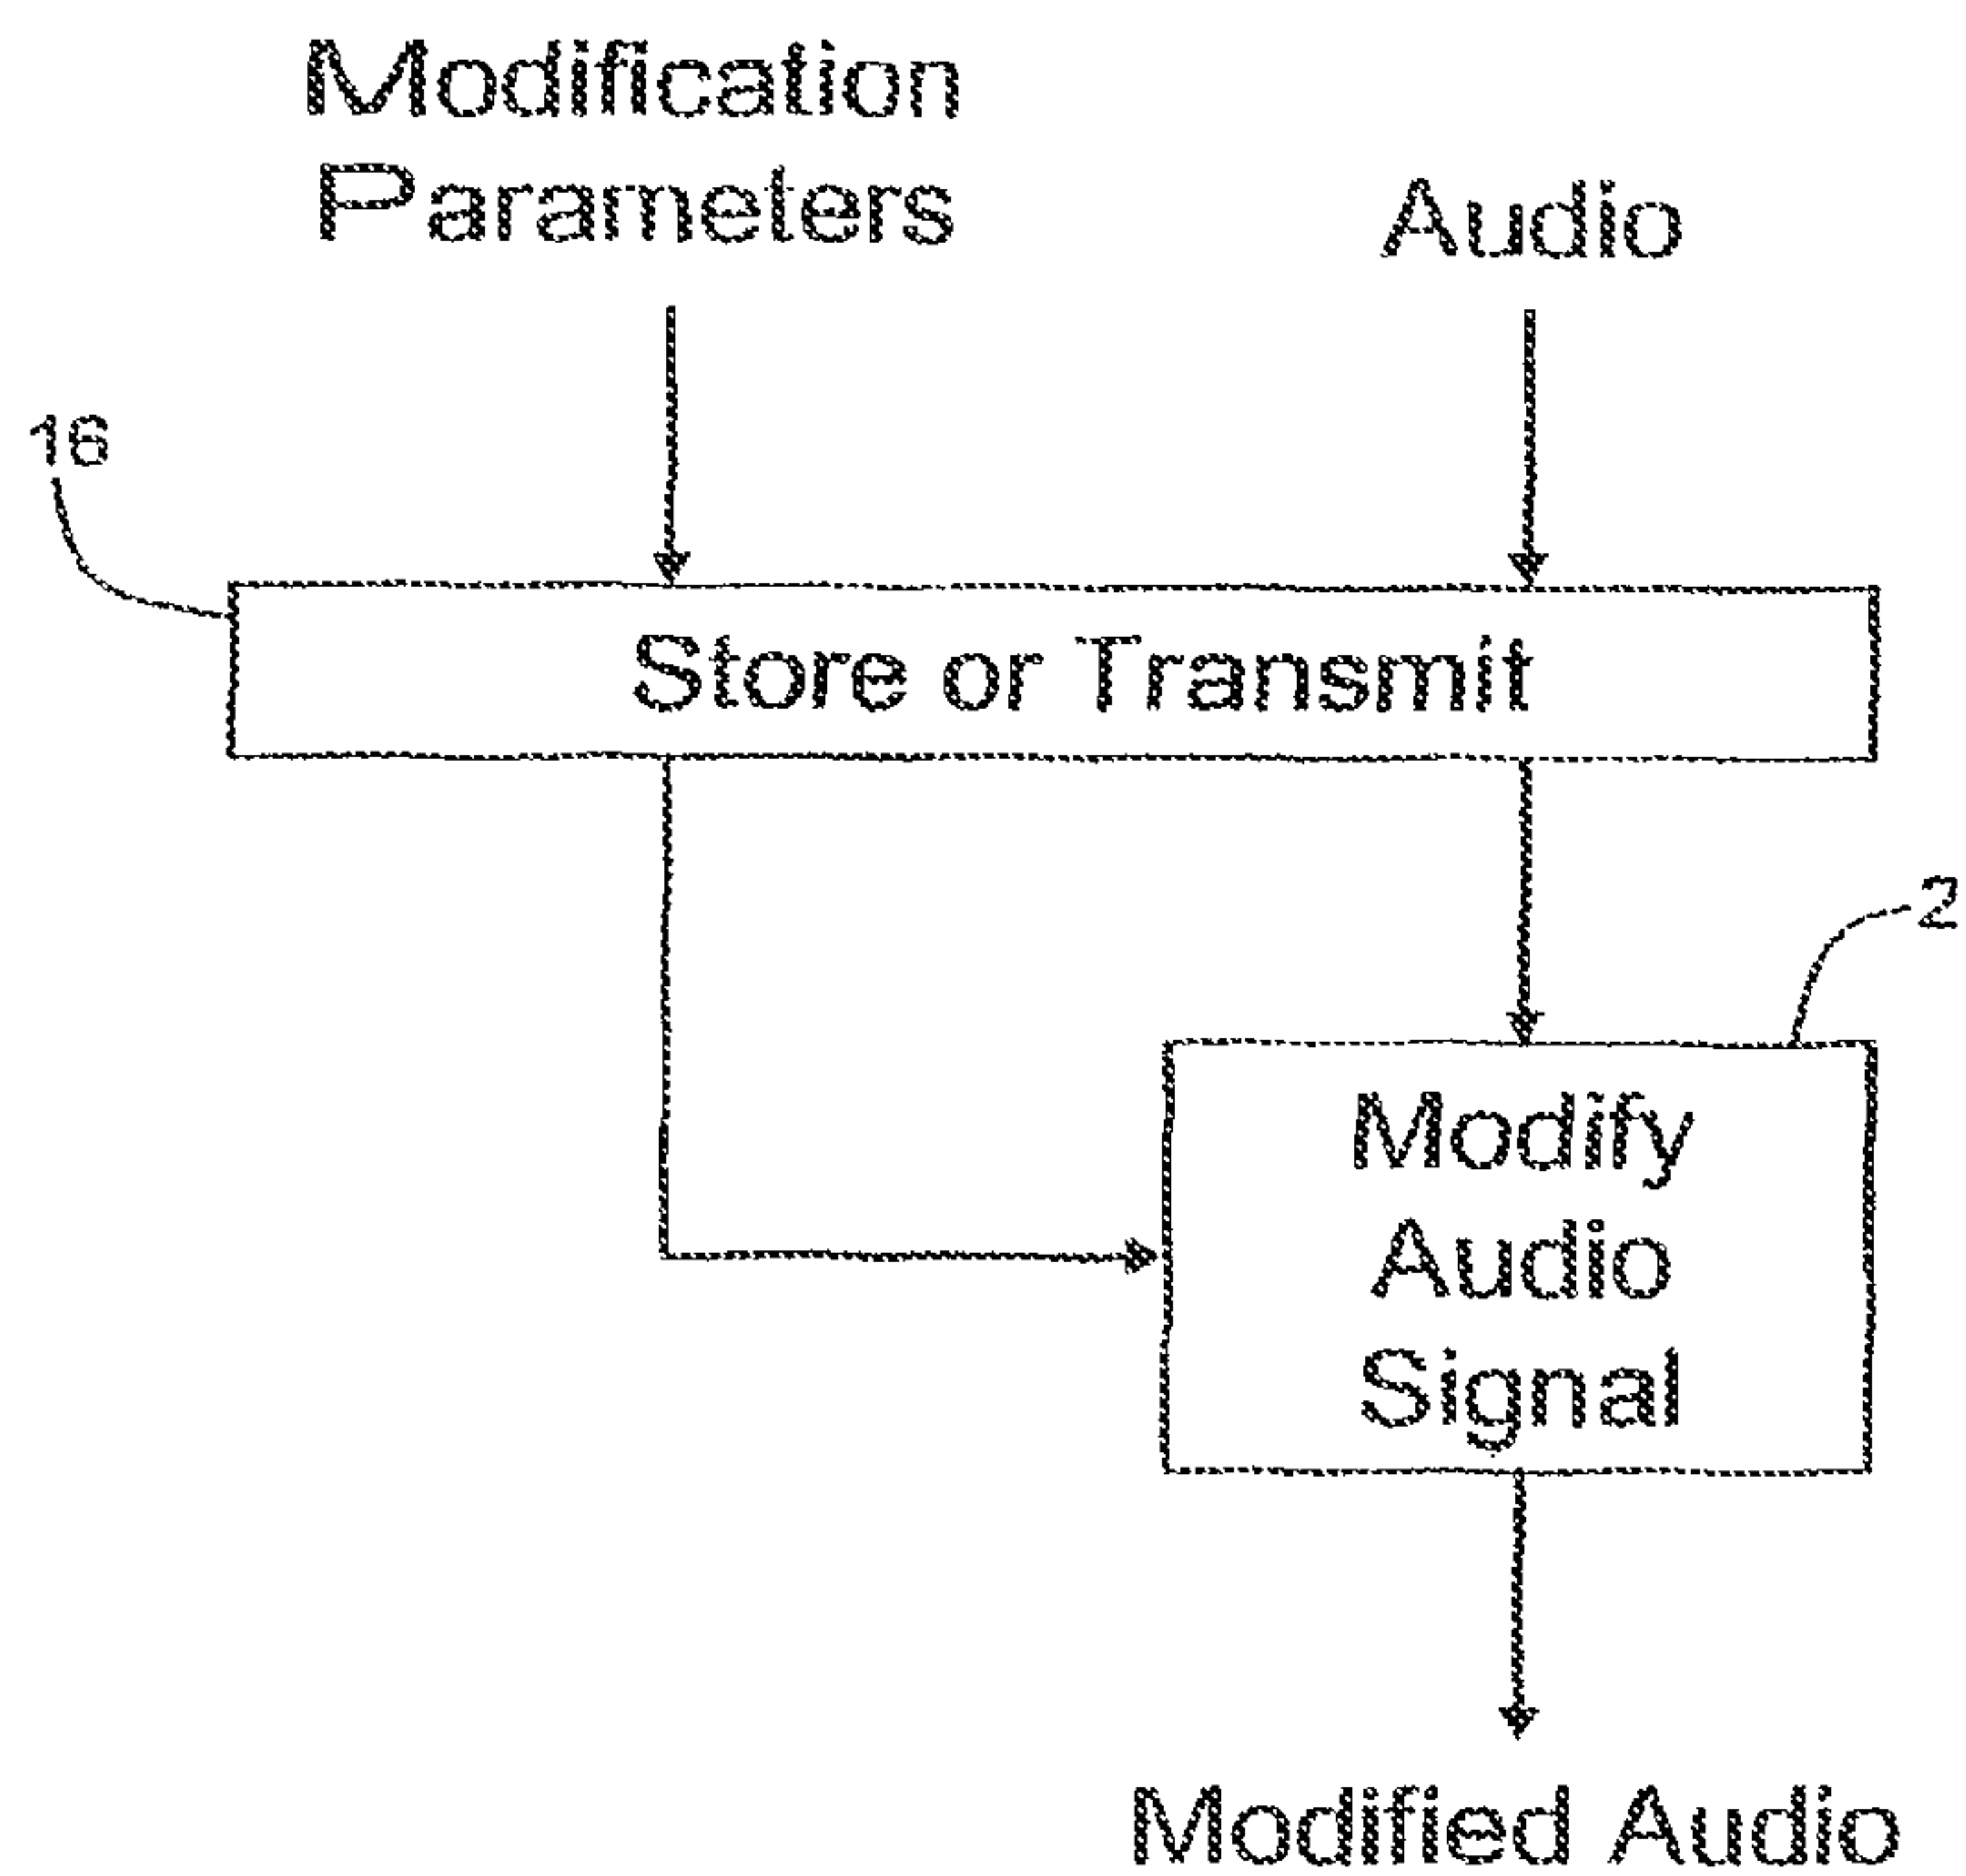 Modification
Parameters
Audio
16
Store or Transmit
2
Modify
Audio
Signal
Modified Audio